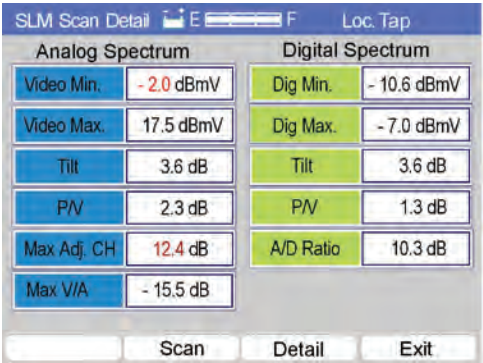 SLM Scan Detail E F Loc. Tap
Analog Spectrum Digital Spectrum
Video Min. - 2.0 dBmV Dig Min. - 10.6 dBmV
Video Max. 17.5 dBmV Dig Max. - 7.0 dBmV
Tilt 3.6 dB Tilt 3.6 dB
P/V 2.3 dB P/V 1.3 dB
Max Adj. CH 12.4 dB A/D Ratio 10.3 dB
Max V/A - 15.5 dB
Scan Detail Exit